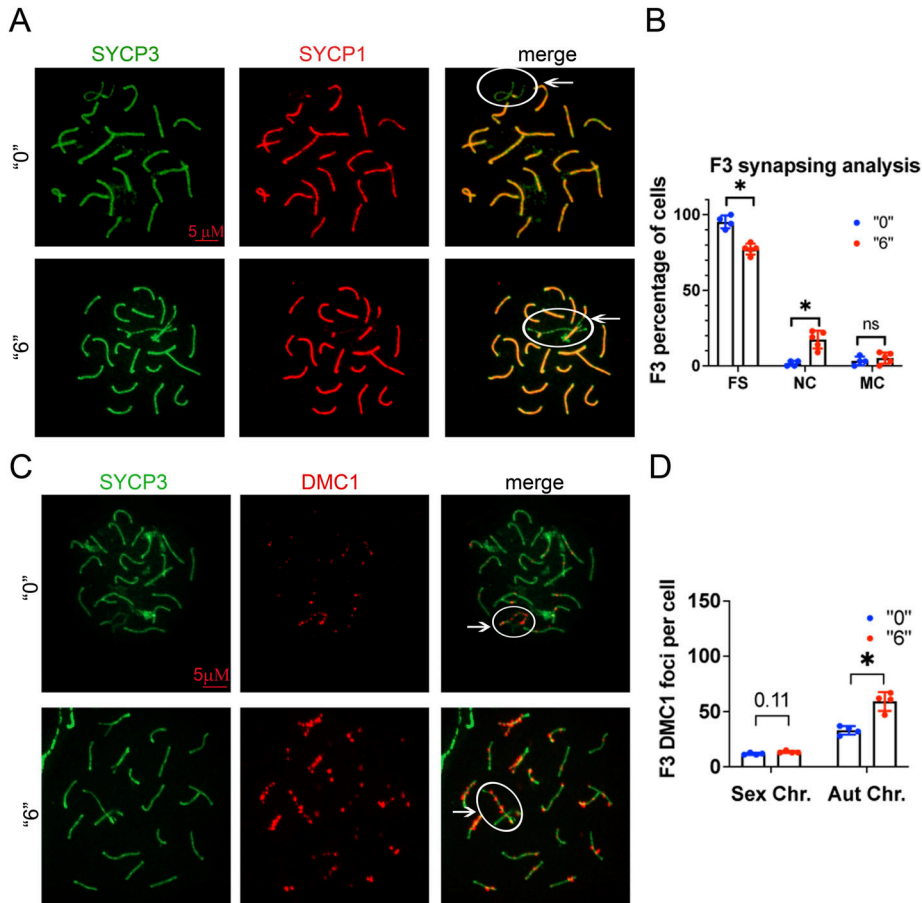 A
SYCP3
SYCP1
merge
"0"
5 μM
"6"
B
F3 synapsing analysis
F3 percentage of cells
100
50
0
*
*
ns
"0"
"6"
FS
NC
MC
C
SYCP3
DMC1
merge
"0"
5μM
"6"
D
F3 DMC1 foci per cell
150
100
50
0
"0"
"6"
0.11
*
Sex Chr.
Aut Chr.